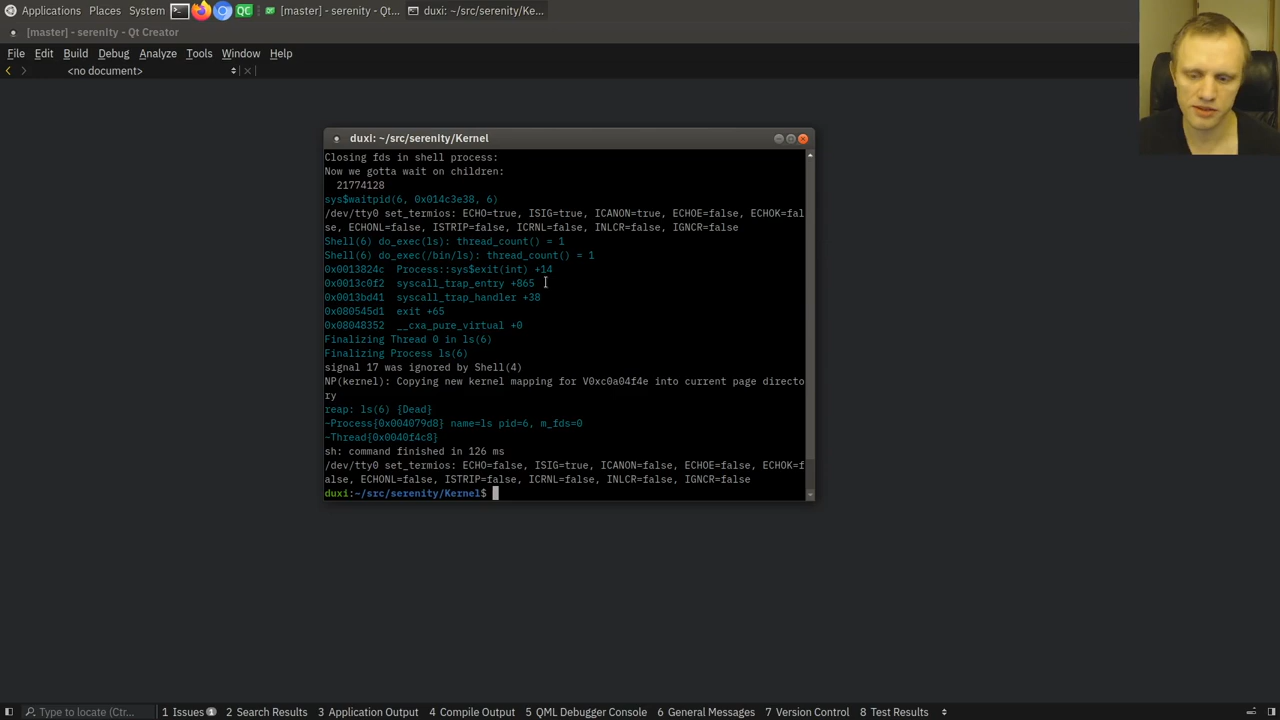 Applications Places System [master] - serenity - Qt... duxi: ~/src/serenity/Ke...
[master] - serenity - Qt Creator
File Edit Build Debug Analyze Tools Window Help
<no document>
duxi: ~/src/serenity/Kernel
Closing fds in shell process:
Now we gotta wait on children:
21774128
sys$waitpid(6, 0x014c3e38, 6)
/dev/tty0 set_termios: ECHO=true, ISIG=true, ICANON=true, ECHOE=false, ECHOK=fal
se, ECHONL=false, ISTRIP=false, ICRNL=false, INLCR=false, IGNCR=false
Shell(6) do_exec(ls): thread_count() = 1
Shell(6) do_exec(/bin/ls): thread_count() = 1
0x0013824c Process::sys$exit(int) +14
0x0013c0f2 syscall_trap_entry +865
0x0013bd41 syscall_trap_handler +38
0x080545d1 exit +65
0x08048352 __cxa_pure_virtual +0
Finalizing Thread 0 in ls(6)
Finalizing Process ls(6)
signal 17 was ignored by Shell(4)
NP(kernel): Copying new kernel mapping for V0xc0a04f4e into current page directo
ry
reap: ls(6) {Dead}
~Process{0x004079d8} name=ls pid=6, m_fds=0
~Thread{0x0040f4c8}
sh: command finished in 126 ms
/dev/tty0 set_termios: ECHO=false, ISIG=true, ICANON=false, ECHOE=false, ECHOK=f
alse, ECHONL=false, ISTRIP=false, ICRNL=false, INLCR=false, IGNCR=false
duxi:~/src/serenity/Kernel$
Type to locate (Ctr... 1 Issues 1 2 Search Results 3 Application Output 4 Compile Output 5 QML Debugger Console 6 General Messages 7 Version Control 8 Test Results